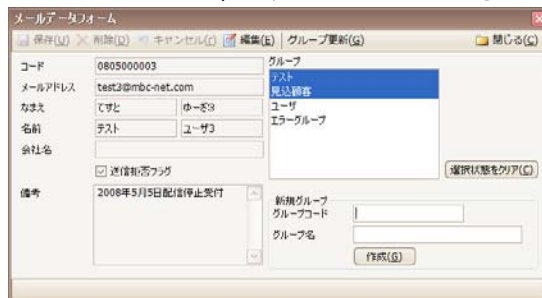 メールデータフォーム
保存(U) 削除(D) キャンセル(r) 編集(E) グループ更新(G) 閉じる(C)
コード 0805000003
メールアドレス test3@mbc-net.com
なまえ てすと ゆーざ3
名前 テスト ユーザ3
会社名
送信拒否フラグ
備考 2008年5月5日配信停止受付
グループ
テスト
見込顧客
ユーザ
エラーグループ
選択状態をクリア(C)
新規グループ
グループコード
グループ名
作成(G)